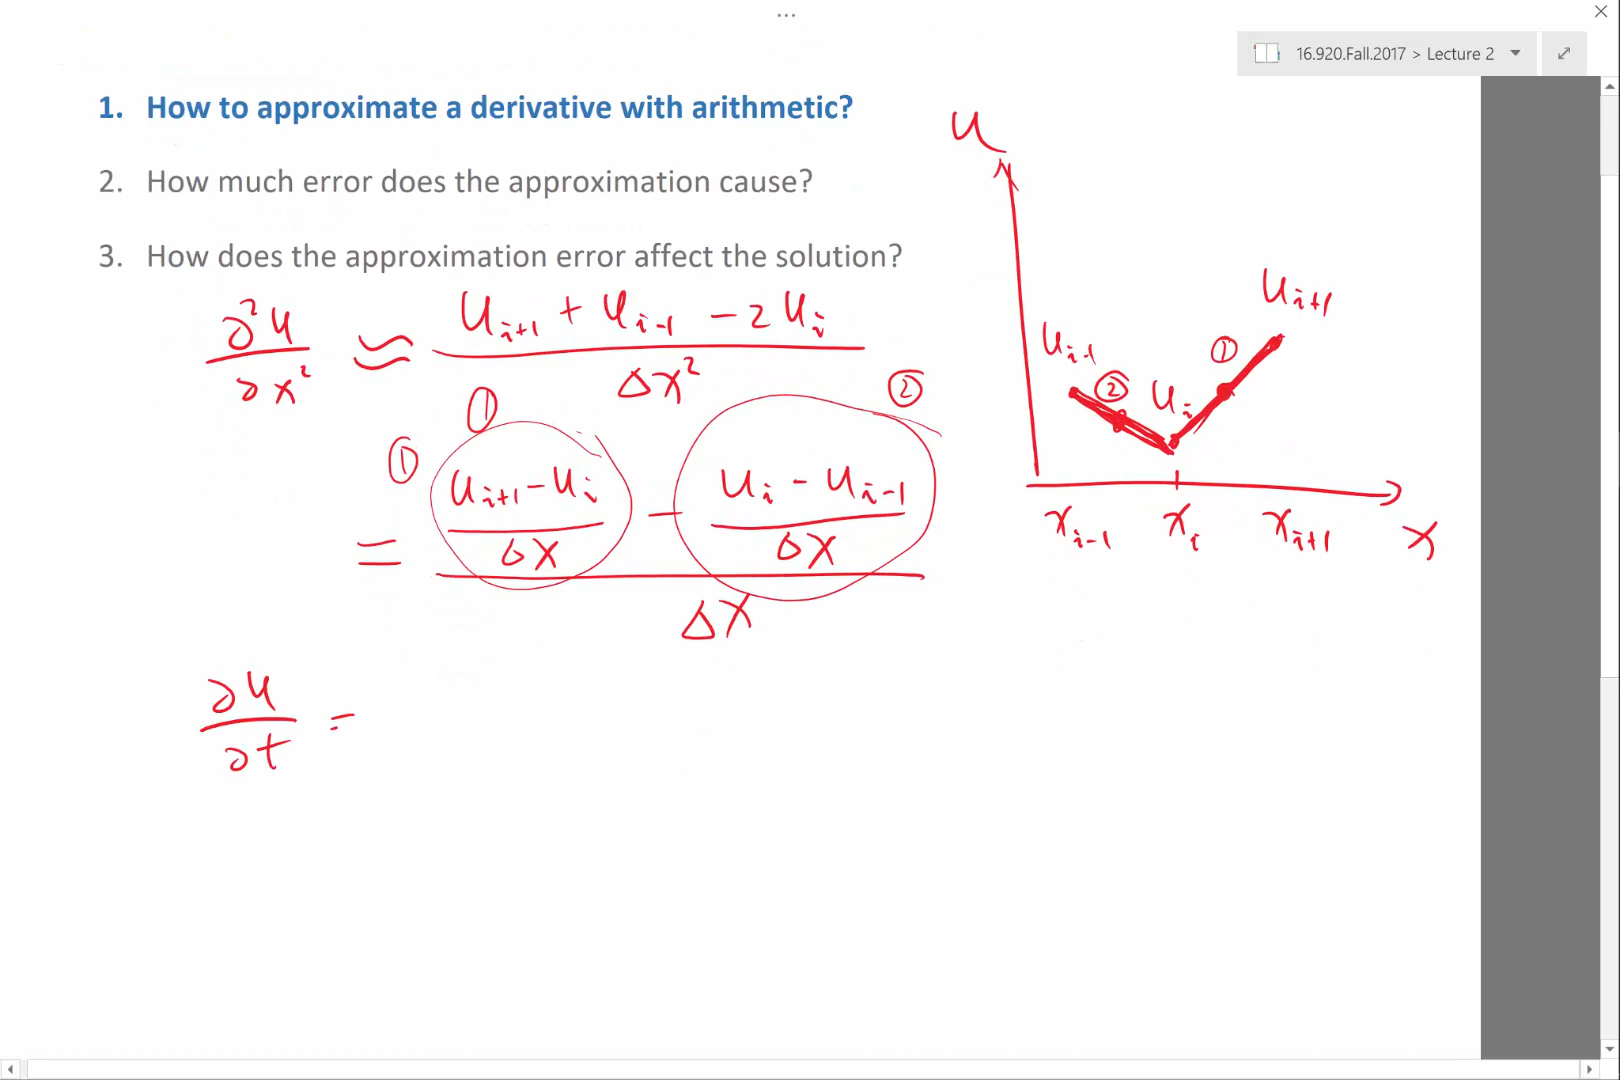 16.920.Fall.2017 > Lecture 2
1. How to approximate a derivative with arithmetic?
2. How much error does the approximation cause?
3. How does the approximation error affect the solution?
∂²u/∂x² ≈ (u_{i+1} + u_{i-1} - 2u_i)/Δx²
① ① ②
= ((u_{i+1} - u_i)/Δx - (u_i - u_{i-1})/Δx)/Δx
∂u/∂t =
u
u_{i+1}
u_{i-1} ② u_i ①
x_{i-1} x_i x_{i+1} x